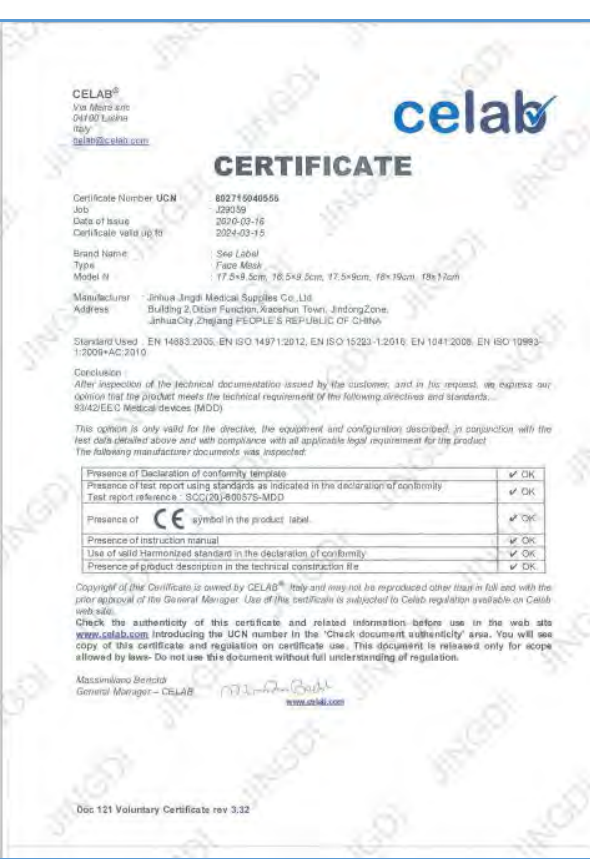 CELAB®
Via Maira snc
04100 Latina
Italy
celab@celab.com
celab
CERTIFICATE
Certificate Number UCN : 802715040555
Job : J29039
Date of Issue : 2020-03-16
Certificate valid up to : 2024-03-15
Brand Name : See Label
Type : Face Mask
Model N : 17.5×9.5cm, 16.5×9.5cm, 17.5×9cm, 18×19cm, 18×17cm
Manufacturer : Jinhua Jingdi Medical Supplies Co.,Ltd
Address : Building 2,Ditian Function,Xiaoshun Town, JindongZone,
JinhuaCity,Zhejiang PEOPLE'S REPUBLIC OF CHINA
Standard Used : EN 14683:2005, EN ISO 14971:2012, EN ISO 15223-1:2016, EN 1041:2008, EN ISO 10993-
1:2009+AC:2010
Conclusion :
After inspection of the technical documentation issued by the customer, and in his request, we express our
opinion that the product meets the technical requirement of the following directives and standards:
93/42/EEC Medical devices (MDD)
This opinion is only valid for the directive, the equipment and configuration described, in conjunction with the
test data detailed above and with compliance with all applicable legal requirement for the product
The following manufacturer documents was inspected:
Presence of Declaration of conformity template ✔ OK
Presence of test report using standards as indicated in the declaration of conformity
Test report reference : SCC(20)-60057S-MDD ✔ OK
Presence of CE symbol in the product label. ✔ OK
Presence of instruction manual ✔ OK
Use of valid Harmonized standard in the declaration of conformity ✔ OK
Presence of product description in the technical construction file ✔ OK
Copyright of this Certificate is owned by CELAB® Italy and may not be reproduced other than in full end with the
prior approval of the General Manager. Use of this certificate is subjected to Celab regulation available on Celab
web site.
Check the authenticity of this certificate and related information before use in the web site
www.celab.com introducing the UCN number in the 'Check document authenticity' area. You will see
copy of this certificate and regulation on certificate use. This document is released only for scope
allowed by laws- Do not use this document without full understanding of regulation.
Massimiliano Bertoldi
General Manager – CELAB
www.celab.com
Doc 121 Voluntary Certificate rev 3.32
JINGDI